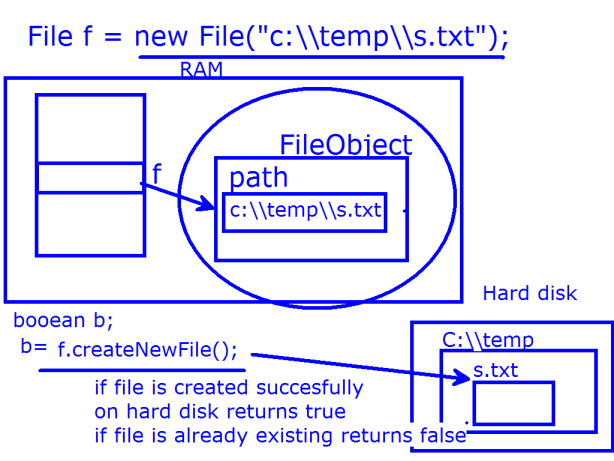 File f = new File("c:\\temp\\s.txt");
RAM
FileObject
f
path
c:\\temp\\s.txt
Hard disk
booean b;
b= f.createNewFile();
C:\\temp
s.txt
if file is created succesfully
on hard disk returns true
if file is already existing returns false